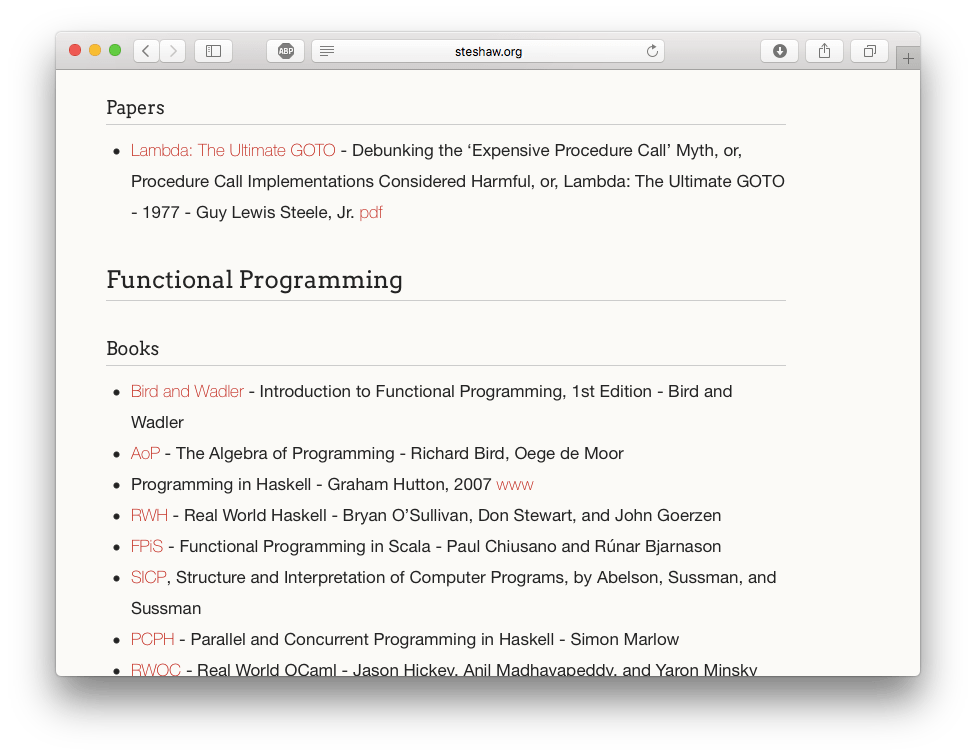 ABP
steshaw.org
Papers
Lambda: The Ultimate GOTO - Debunking the ‘Expensive Procedure Call’ Myth, or,
Procedure Call Implementations Considered Harmful, or, Lambda: The Ultimate GOTO
- 1977 - Guy Lewis Steele, Jr. pdf
Functional Programming
Books
Bird and Wadler - Introduction to Functional Programming, 1st Edition - Bird and
Wadler
AoP - The Algebra of Programming - Richard Bird, Oege de Moor
Programming in Haskell - Graham Hutton, 2007 www
RWH - Real World Haskell - Bryan O’Sullivan, Don Stewart, and John Goerzen
FPiS - Functional Programming in Scala - Paul Chiusano and Rúnar Bjarnason
SICP, Structure and Interpretation of Computer Programs, by Abelson, Sussman, and
Sussman
PCPH - Parallel and Concurrent Programming in Haskell - Simon Marlow
RWOC - Real World OCaml - Jason Hickey, Anil Madhavapeddy, and Yaron Minsky